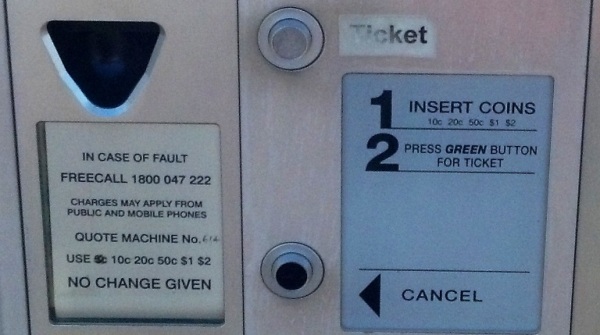 Ticket
IN CASE OF FAULT
FREECALL 1800 047 222
CHARGES MAY APPLY FROM
PUBLIC AND MOBILE PHONES
QUOTE MACHINE No.
USE 10c 20c 50c $1 $2
NO CHANGE GIVEN
1 INSERT COINS
10c 20c 50c $1 $2
2 PRESS GREEN BUTTON
FOR TICKET
CANCEL